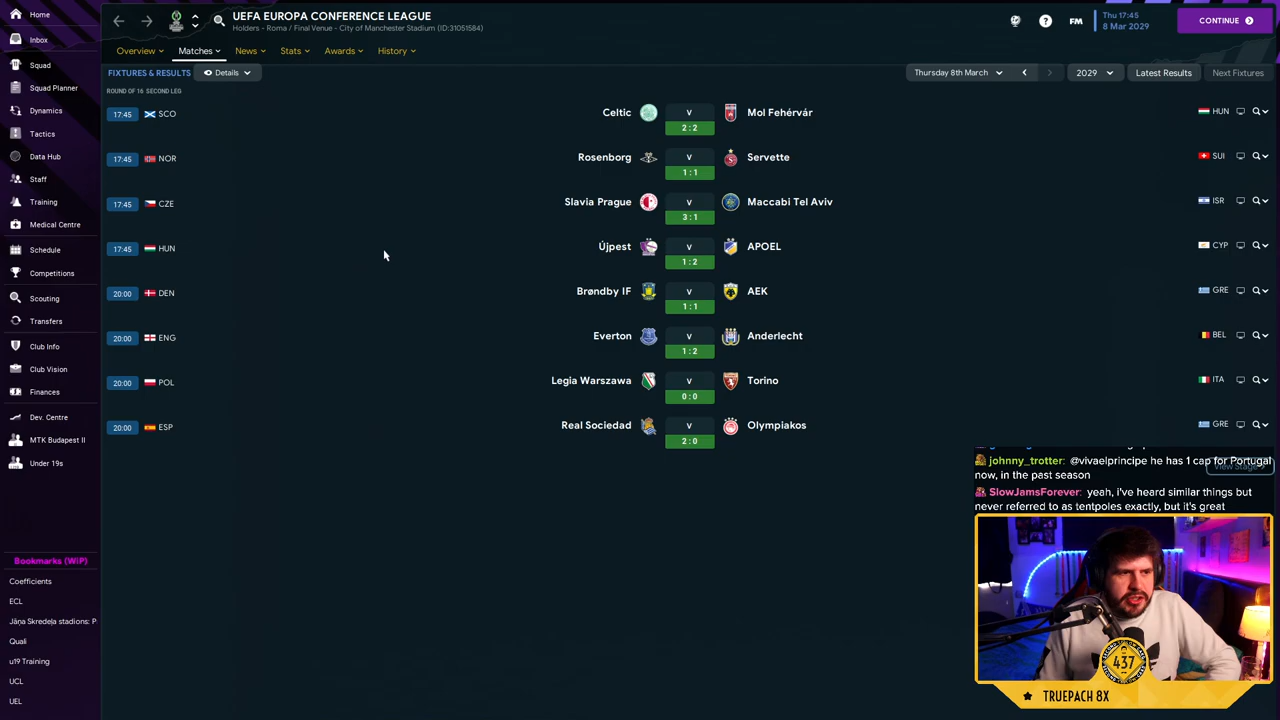 Home
UEFA EUROPA CONFERENCE LEAGUE
Holders - Roma / Final Venue - City of Manchester Stadium (ID:31051584)
FM
Thu 17:45
8 Mar 2029
CONTINUE
Inbox
Overview
Matches
News
Stats
Awards
History
Squad
FIXTURES & RESULTS
Details
Thursday 8th March
2029
Latest Results
Next Fixtures
Squad Planner
ROUND OF 16 SECOND LEG
Dynamics
17:45 SCO Celtic v Mol Fehérvár HUN
2 : 2
Tactics
Data Hub
17:45 NOR Rosenborg v Servette SUI
1 : 1
Staff
Training
17:45 CZE Slavia Prague v Maccabi Tel Aviv ISR
3 : 1
Medical Centre
Schedule
17:45 HUN Újpest v APOEL CYP
1 : 2
Competitions
Scouting
20:00 DEN Brøndby IF v AEK GRE
1 : 1
Transfers
20:00 ENG Everton v Anderlecht BEL
1 : 2
Club Info
Club Vision
20:00 POL Legia Warszawa v Torino ITA
0 : 0
Finances
Dev. Centre
20:00 ESP Real Sociedad v Olympiakos GRE
2 : 0
MTK Budapest II
Under 19s
View Stage
johnny_trotter: @vivaelprincipe he has 1 cap for Portugal
now, in the past season
SlowJamsForever: yeah, i've heard similar things but
never referred to as tentpoles exactly, but it's great
Bookmarks (WiP)
Coefficients
ECL
Jāņa Skredeļa stadions: P
Quali
u19 Training
UCL
UEL
437
TRUEPACH 8X